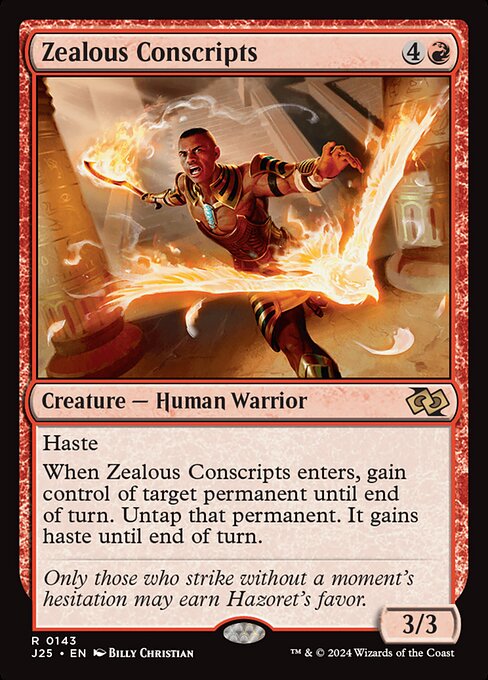 Zealous Conscripts 4
Creature — Human Warrior
Haste
When Zealous Conscripts enters, gain
control of target permanent until end
of turn. Untap that permanent. It gains
haste until end of turn.
Only those who strike without a moment's
hesitation may earn Hazoret's favor.
3/3
R 0143
J25 • EN Billy Christian
™ & © 2024 Wizards of the Coast